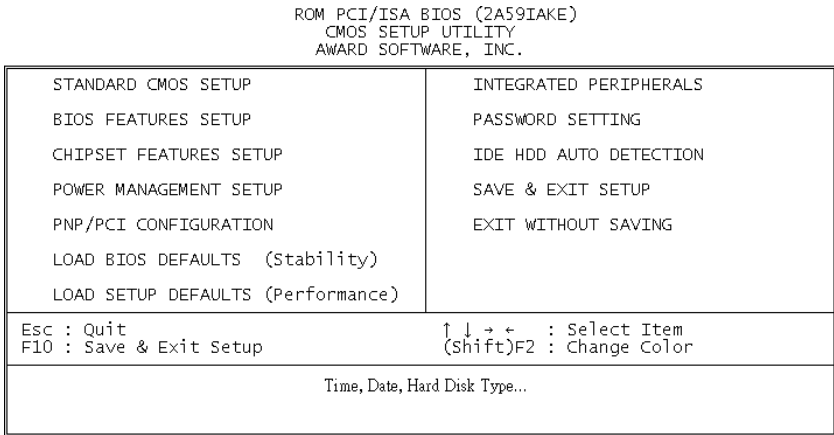 ROM PCI/ISA BIOS (2A59IAKE)
CMOS SETUP UTILITY
AWARD SOFTWARE, INC.
STANDARD CMOS SETUP
BIOS FEATURES SETUP
CHIPSET FEATURES SETUP
POWER MANAGEMENT SETUP
PNP/PCI CONFIGURATION
LOAD BIOS DEFAULTS (Stability)
LOAD SETUP DEFAULTS (Performance)
INTEGRATED PERIPHERALS
PASSWORD SETTING
IDE HDD AUTO DETECTION
SAVE & EXIT SETUP
EXIT WITHOUT SAVING
Esc : Quit
F10 : Save & Exit Setup
↑ ↓ → ← : Select Item
(Shift)F2 : Change Color
Time, Date, Hard Disk Type...